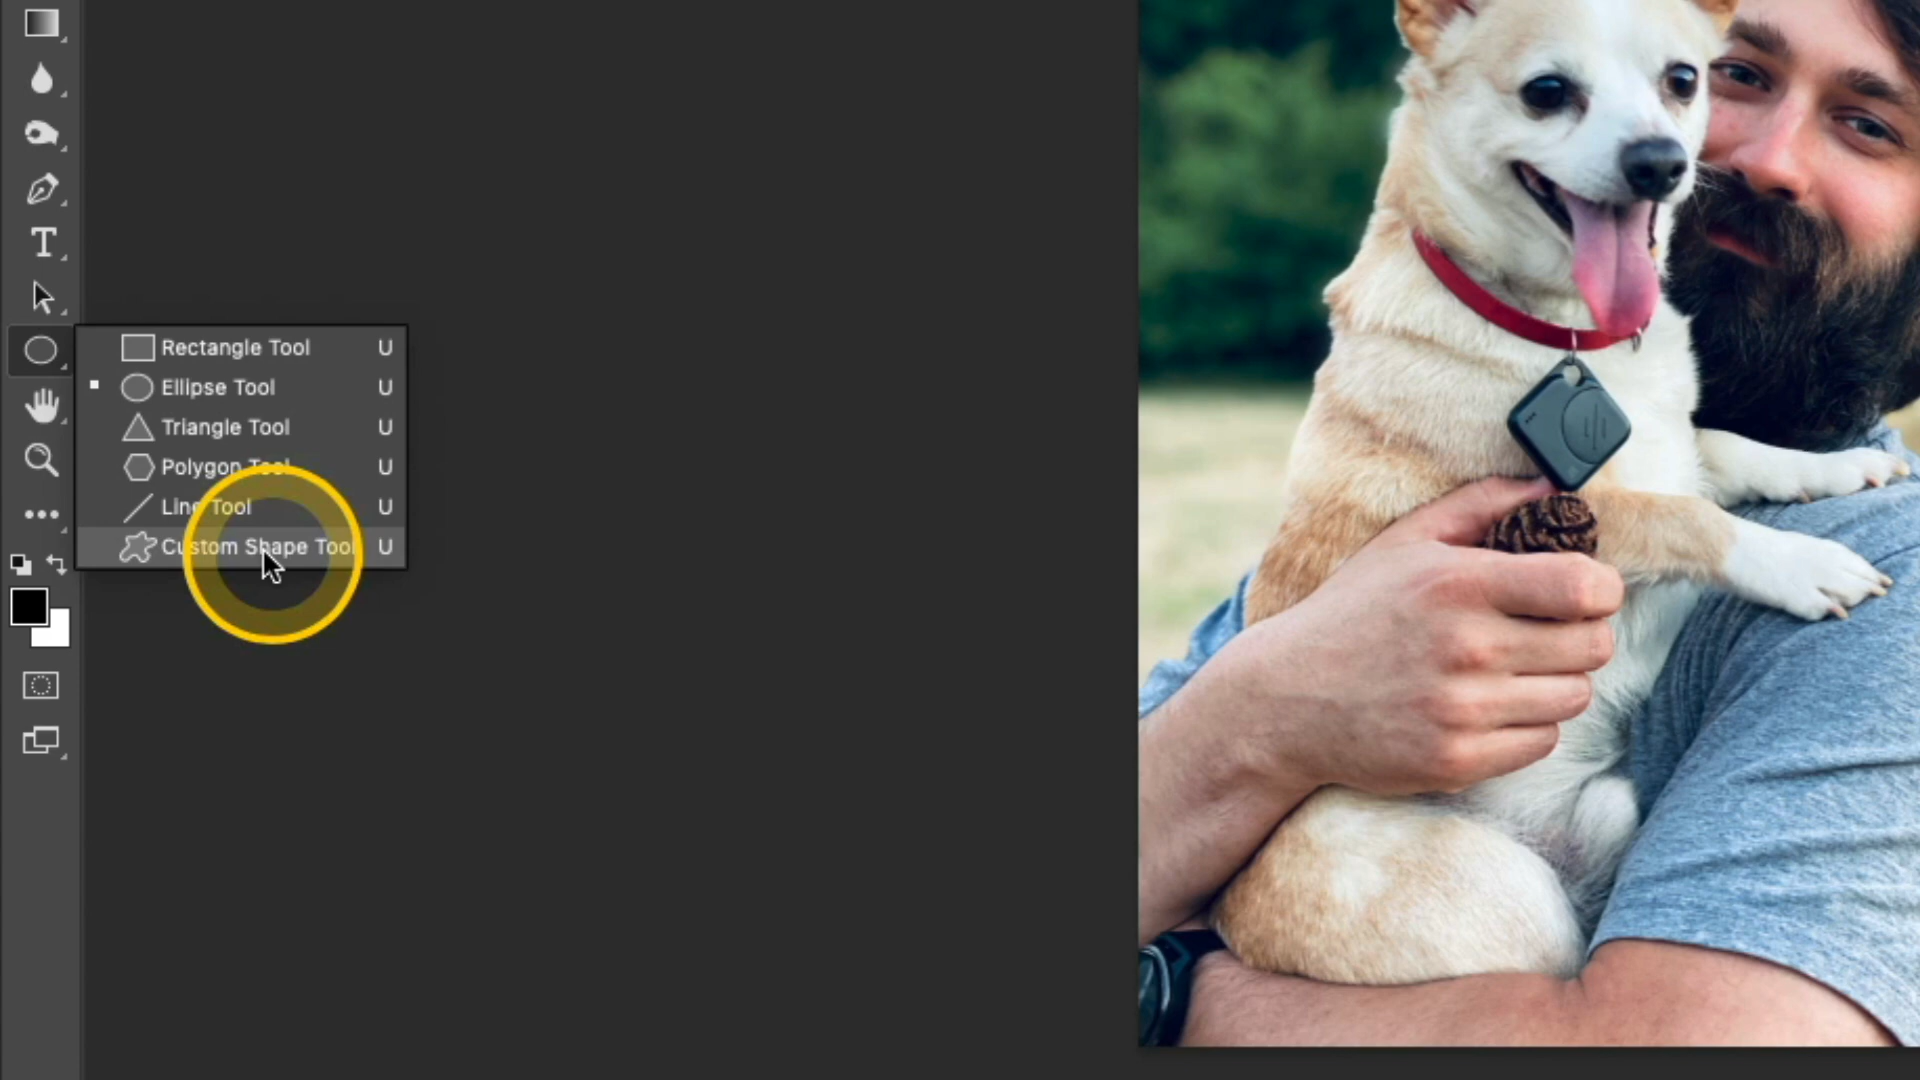 T
Rectangle Tool U
Ellipse Tool U
Triangle Tool U
Polygon Tool U
Line Tool U
Custom Shape Tool U